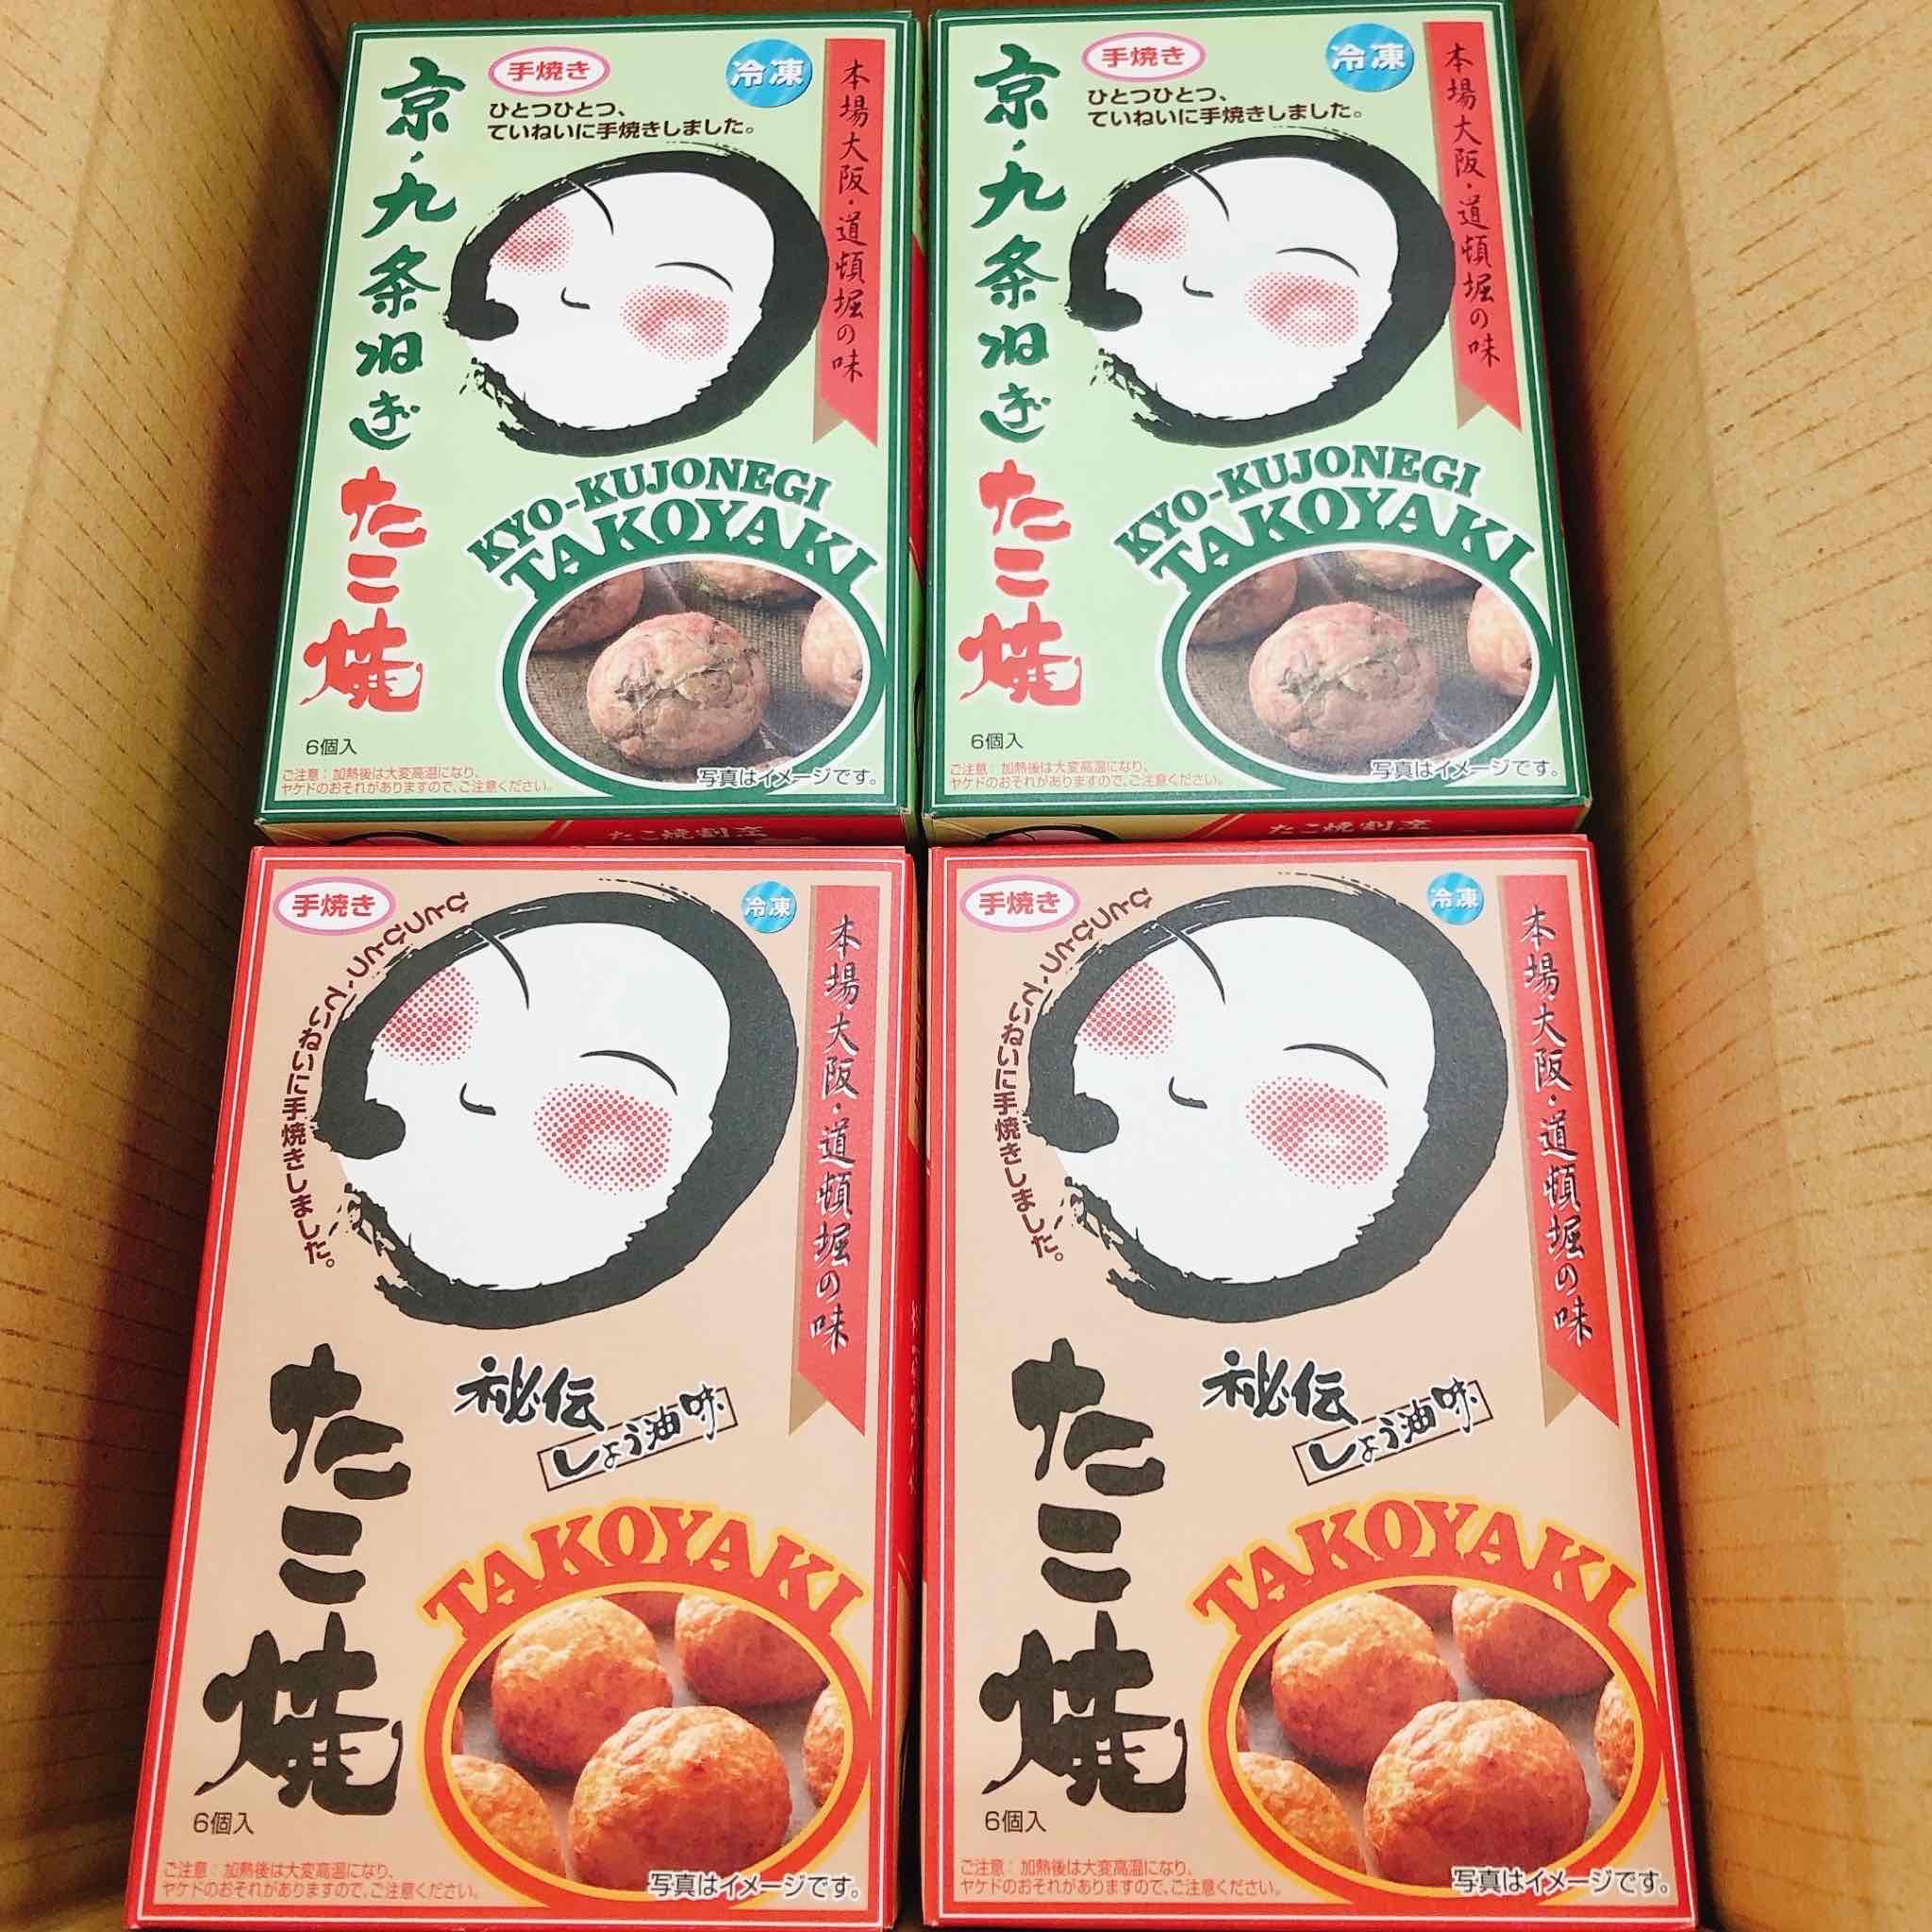 手焼き
冷凍
ひとつひとつ、
ていねいに手焼きしました。
本場大阪・道頓堀の味
京・九条ねぎ
たこ焼
KYO-KUJONEGI
TAKOYAKI
6個入
ご注意：加熱後は大変高温になり、
ヤケドのおそれがありますので、ご注意ください。
写真はイメージです。
たこ焼割烹
手焼き
冷凍
ひとつひとつ、
ていねいに手焼きしました。
本場大阪・道頓堀の味
京・九条ねぎ
たこ焼
KYO-KUJONEGI
TAKOYAKI
6個入
ご注意：加熱後は大変高温になり、
ヤケドのおそれがありますので、ご注意ください。
写真はイメージです。
たこ焼割烹
手焼き
冷凍
ひとつひとつ、ていねいに手焼きしました。
本場大阪・道頓堀の味
秘伝
しょう油味
たこ焼
TAKOYAKI
6個入
ご注意：加熱後は大変高温になり、
ヤケドのおそれがありますので、ご注意ください。
写真はイメージです。
手焼き
冷凍
ひとつひとつ、ていねいに手焼きしました。
本場大阪・道頓堀の味
秘伝
しょう油味
たこ焼
TAKOYAKI
6個入
ご注意：加熱後は大変高温になり、
ヤケドのおそれがありますので、ご注意ください。
写真はイメージです。